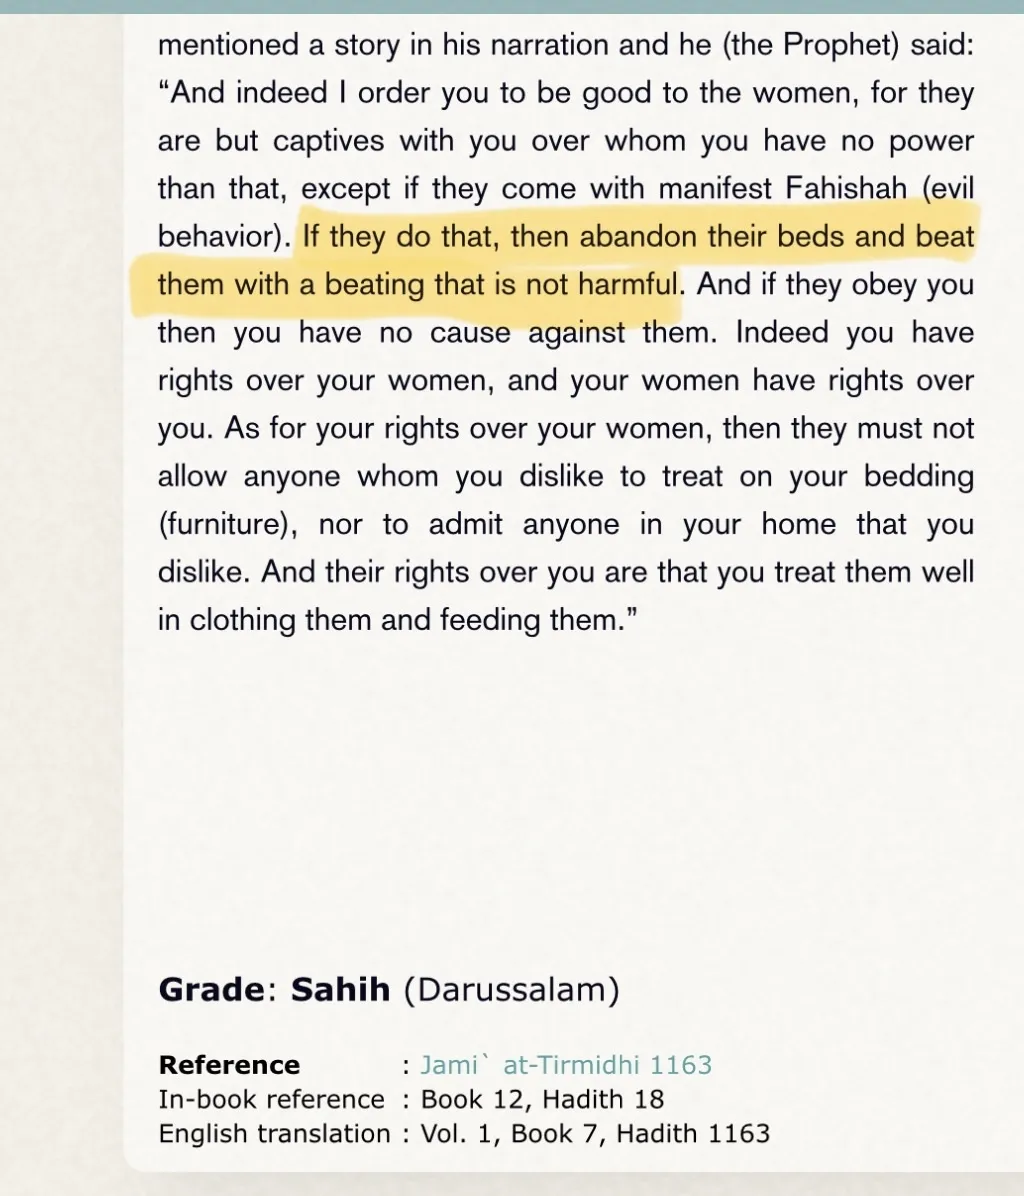 mentioned a story in his narration and he (the Prophet) said:
“And indeed I order you to be good to the women, for they
are but captives with you over whom you have no power
than that, except if they come with manifest Fahishah (evil
behavior). If they do that, then abandon their beds and beat
them with a beating that is not harmful. And if they obey you
then you have no cause against them. Indeed you have
rights over your women, and your women have rights over
you. As for your rights over your women, then they must not
allow anyone whom you dislike to treat on your bedding
(furniture), nor to admit anyone in your home that you
dislike. And their rights over you are that you treat them well
in clothing them and feeding them.”
Grade: Sahih (Darussalam)
Reference : Jami` at-Tirmidhi 1163
In-book reference : Book 12, Hadith 18
English translation : Vol. 1, Book 7, Hadith 1163